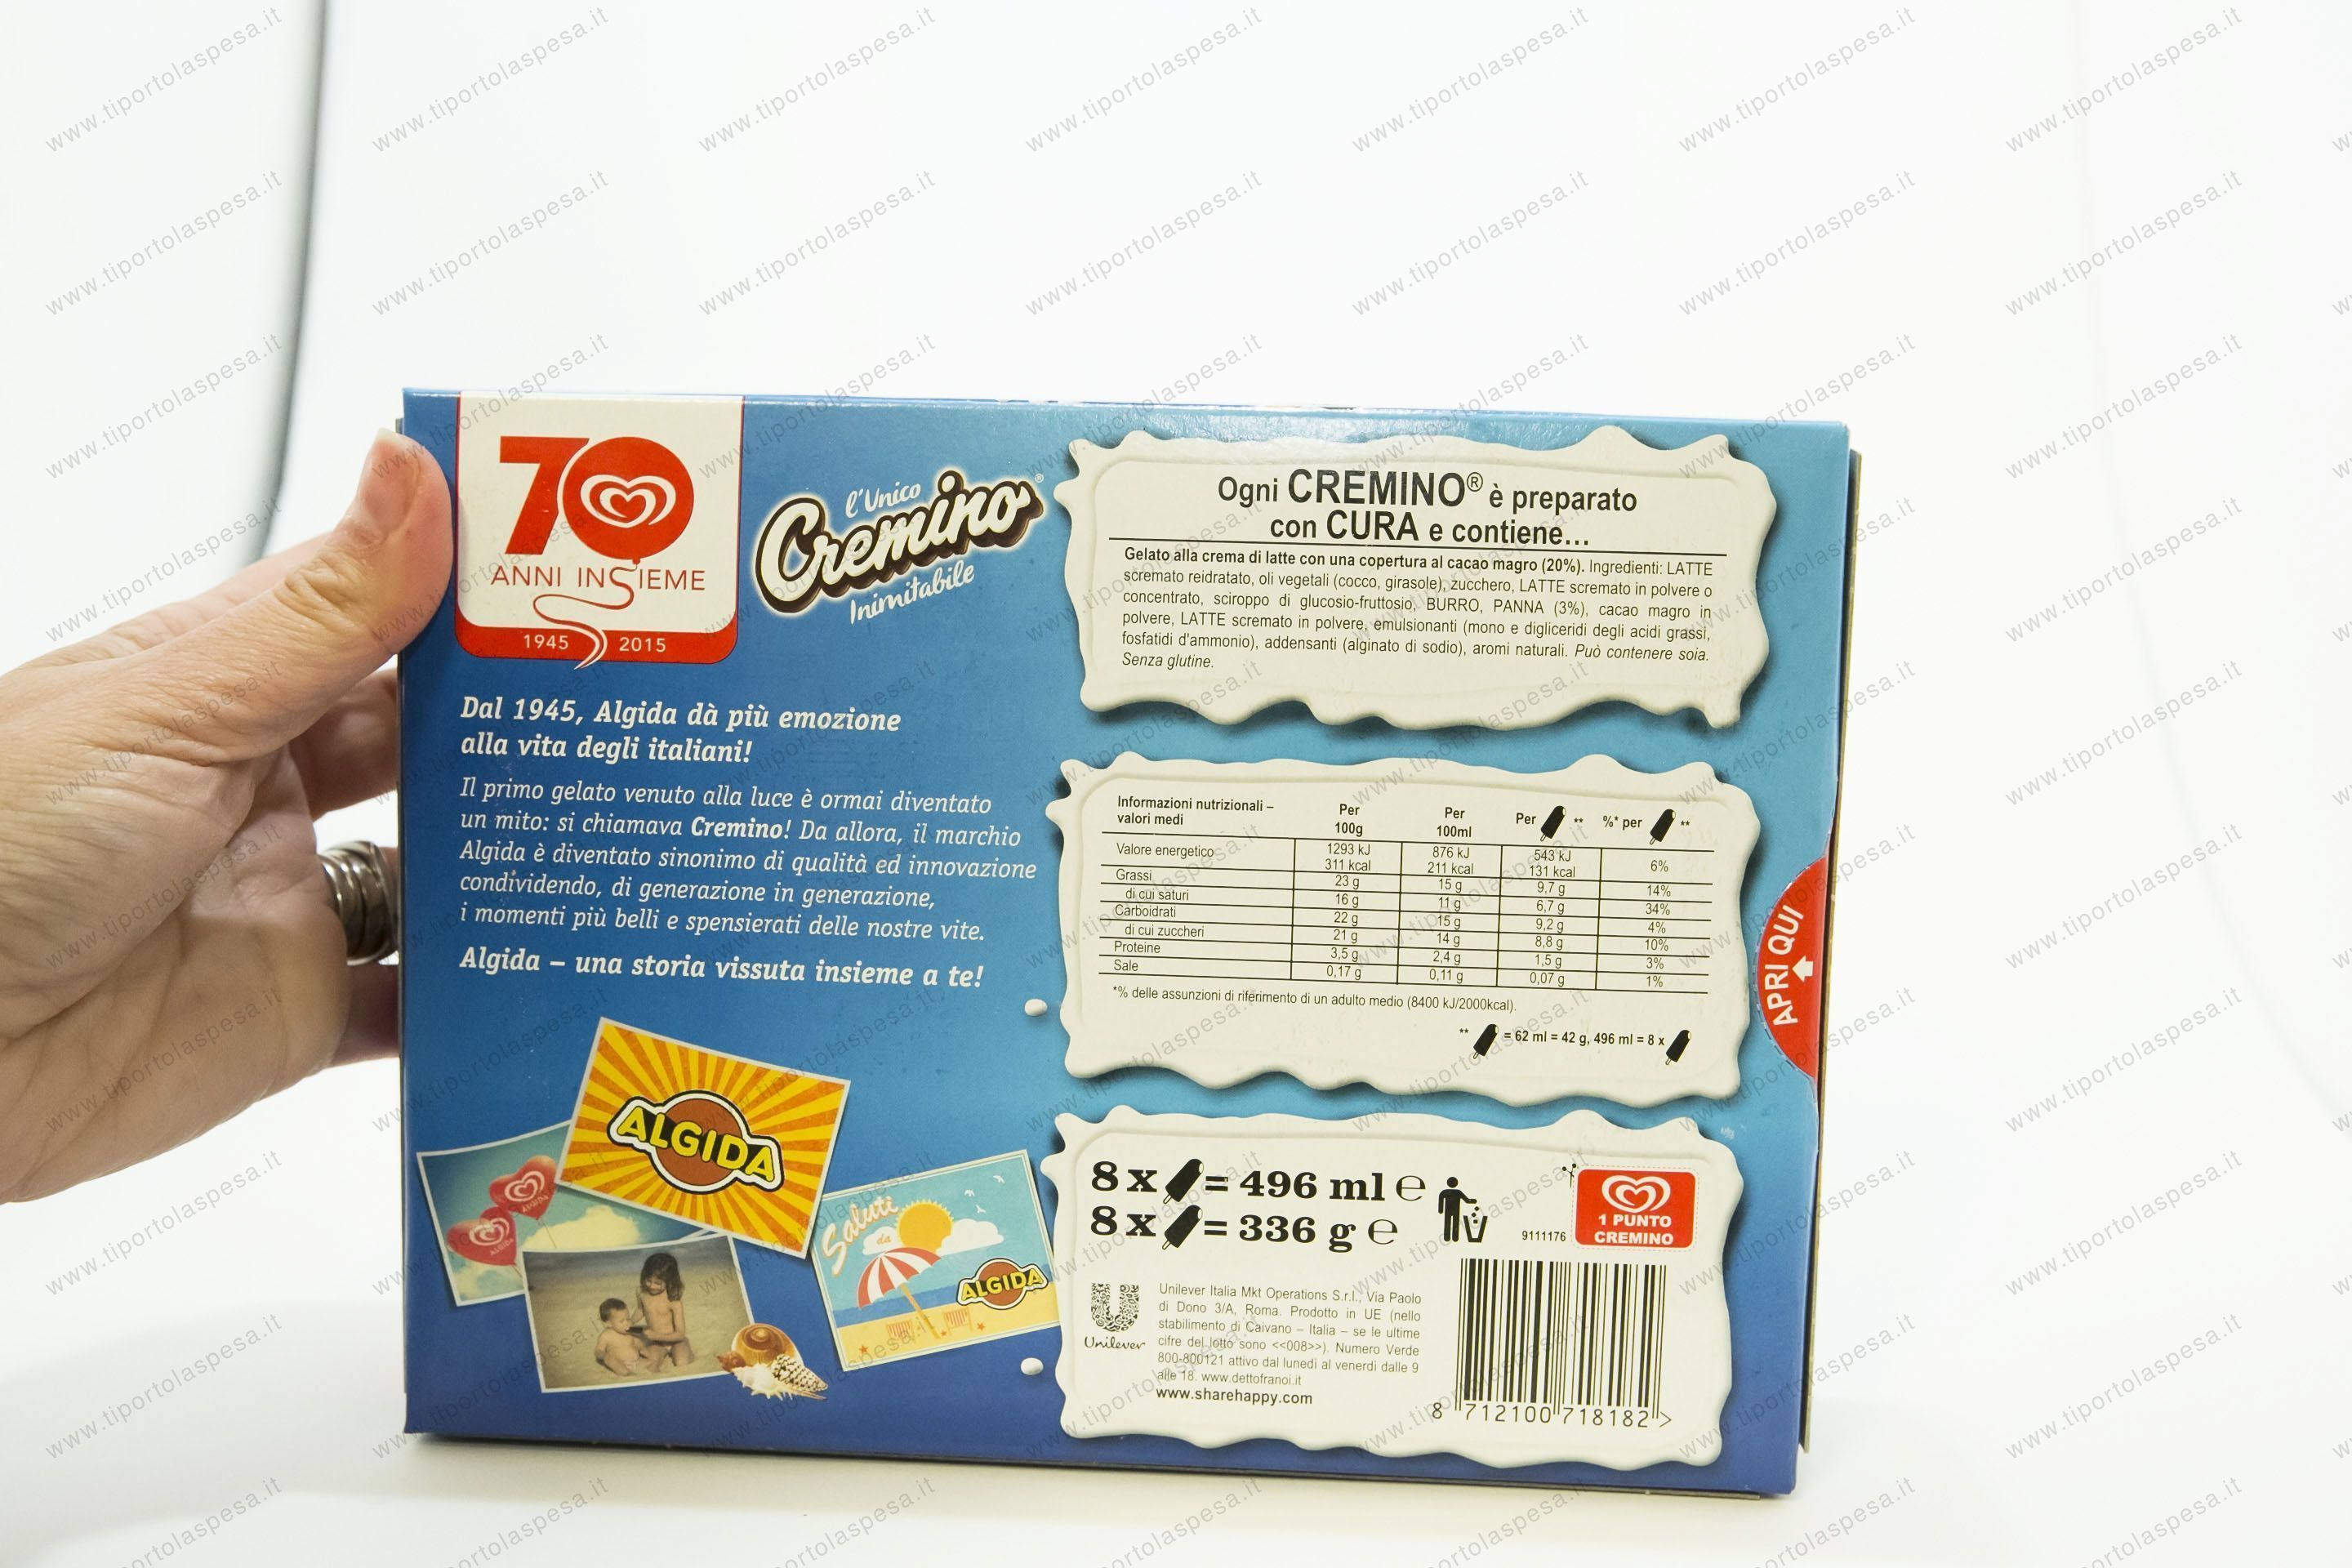 70
ANNI INSIEME
1945 2015
l'Unico
Cremino®
Inimitabile
Dal 1945, Algida dà più emozione
alla vita degli italiani!
Il primo gelato venuto alla luce è ormai diventato
un mito: si chiamava Cremino! Da allora, il marchio
Algida è diventato sinonimo di qualità ed innovazione
condividendo, di generazione in generazione,
i momenti più belli e spensierati delle nostre vite.
Algida – una storia vissuta insieme a te!
ALGIDA
ALGIDA
ALGIDA
Saluti
da
ALGIDA
Ogni CREMINO® è preparato
con CURA e contiene...
Gelato alla crema di latte con una copertura al cacao magro (20%). Ingredienti: LATTE
scremato reidratato, oli vegetali (cocco, girasole), zucchero, LATTE scremato in polvere o
concentrato, sciroppo di glucosio-fruttosio, BURRO, PANNA (3%), cacao magro in
polvere, LATTE scremato in polvere, emulsionanti (mono e digliceridi degli acidi grassi,
fosfatidi d'ammonio), addensanti (alginato di sodio), aromi naturali. Può contenere soia.
Senza glutine.
Informazioni nutrizionali –
valori medi
Per
100g
Per
100ml
Per **
%* per **
Valore energetico 1293 kJ 876 kJ 543 kJ 6%
311 kcal 211 kcal 131 kcal
Grassi 23 g 15 g 9,7 g 14%
di cui saturi 16 g 11 g 6,7 g 34%
Carboidrati 22 g 15 g 9,2 g 4%
di cui zuccheri 21 g 14 g 8,8 g 10%
Proteine 3,5 g 2,4 g 1,5 g 3%
Sale 0,17 g 0,11 g 0,07 g 1%
*% delle assunzioni di riferimento di un adulto medio (8400 kJ/2000kcal).
** = 62 ml = 42 g, 496 ml = 8 x
APRI QUI
8 x = 496 ml ℮
8 x = 336 g ℮
9111176
1 PUNTO
CREMINO
Unilever
Unilever Italia Mkt Operations S.r.l., Via Paolo
di Dono 3/A, Roma. Prodotto in UE (nello
stabilimento di Caivano – Italia – se le ultime
cifre del lotto sono <<008>>). Numero Verde
800-800121 attivo dal lunedì al venerdì dalle 9
alle 18. www.dettofranoi.it
www.sharehappy.com
8 712100 718182 >
www.tiportolaspesa.it